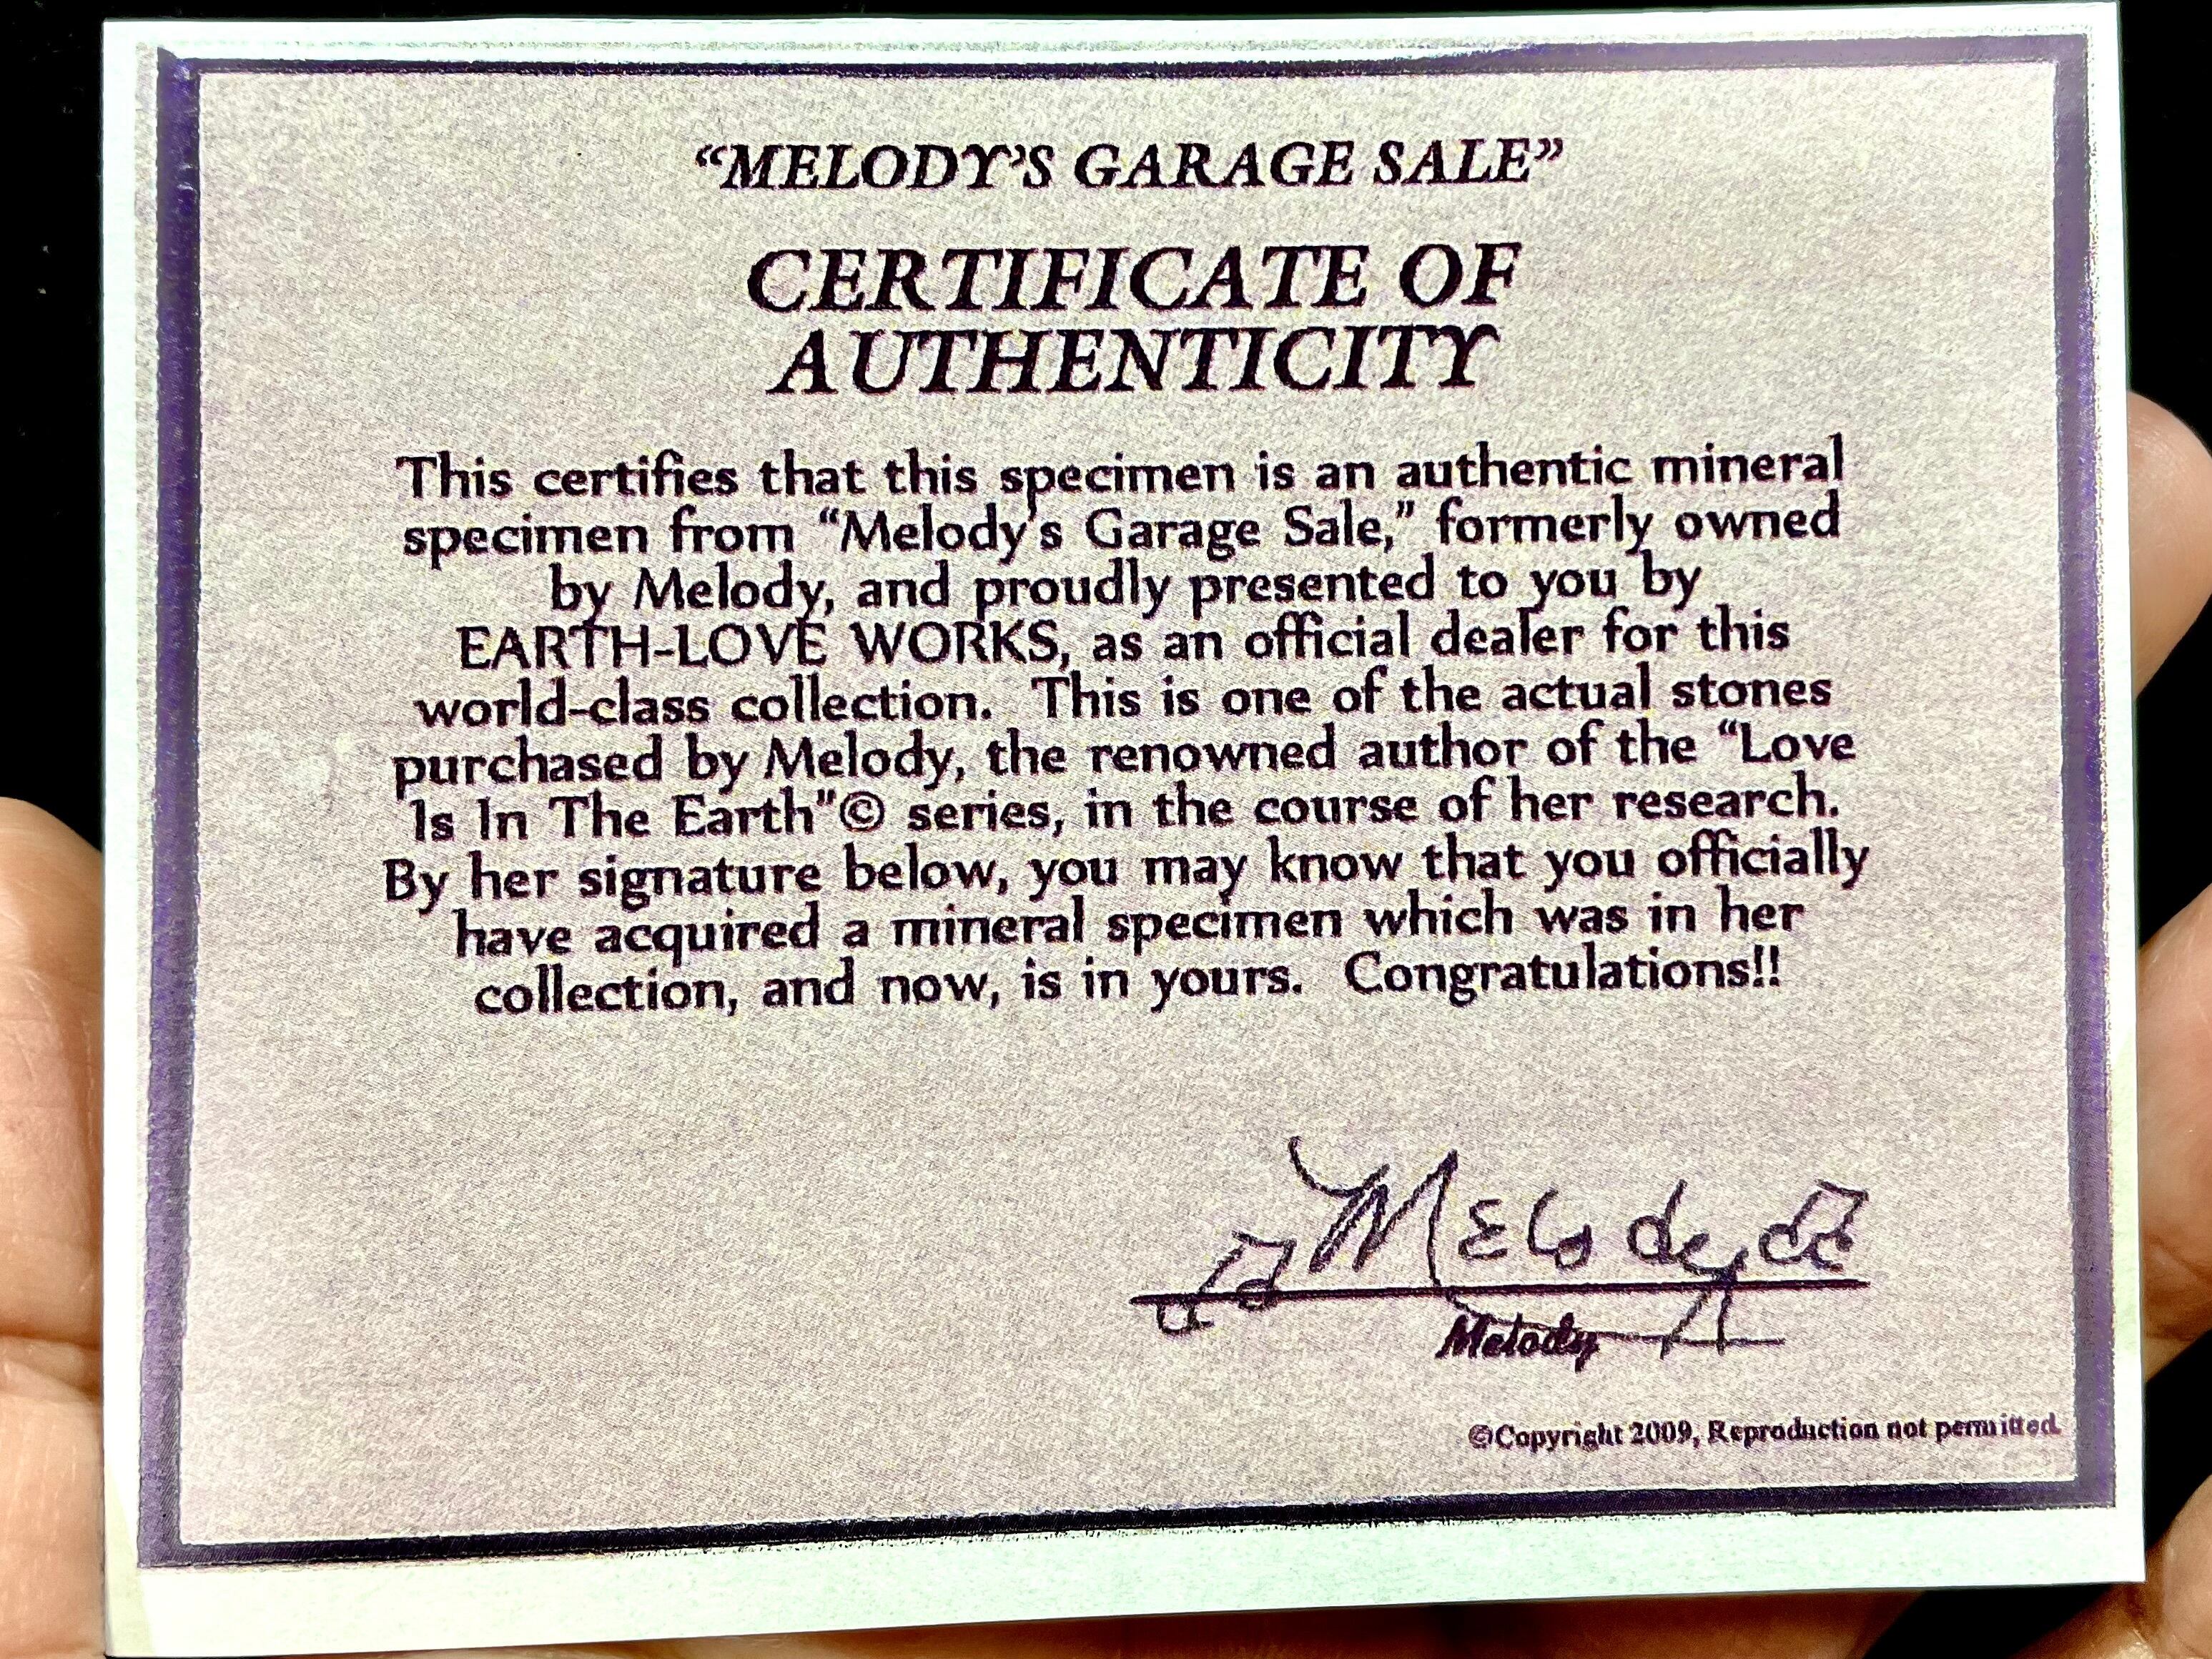 “MELODY’S GARAGE SALE”
CERTIFICATE OF
AUTHENTICITY
This certifies that this specimen is an authentic mineral
specimen from “Melody’s Garage Sale,” formerly owned
by Melody, and proudly presented to you by
EARTH-LOVE WORKS, as an official dealer for this
world-class collection. This is one of the actual stones
purchased by Melody, the renowned author of the “Love
Is In The Earth”© series, in the course of her research.
By her signature below, you may know that you officially
have acquired a mineral specimen which was in her
collection, and now, is in yours. Congratulations!!
Melody
Melody
©Copyright 2009, Reproduction not permitted.